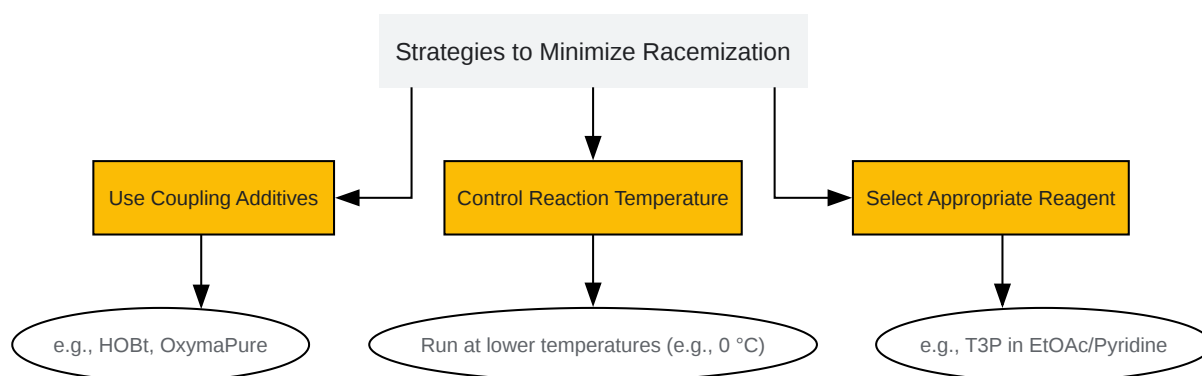 Strategies to Minimize Racemization
Use Coupling Additives
Control Reaction Temperature
Select Appropriate Reagent
e.g., HOBt, OxymaPure
Run at lower temperatures (e.g., 0 °C)
e.g., T3P in EtOAc/Pyridine